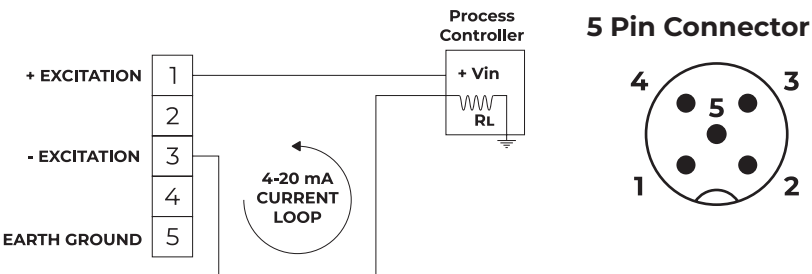 Process
Controller
5 Pin Connector
+ EXCITATION 1
+ Vin
RL
2
- EXCITATION 3
4
EARTH GROUND 5
4-20 mA
CURRENT
LOOP
4 3
5
1 2